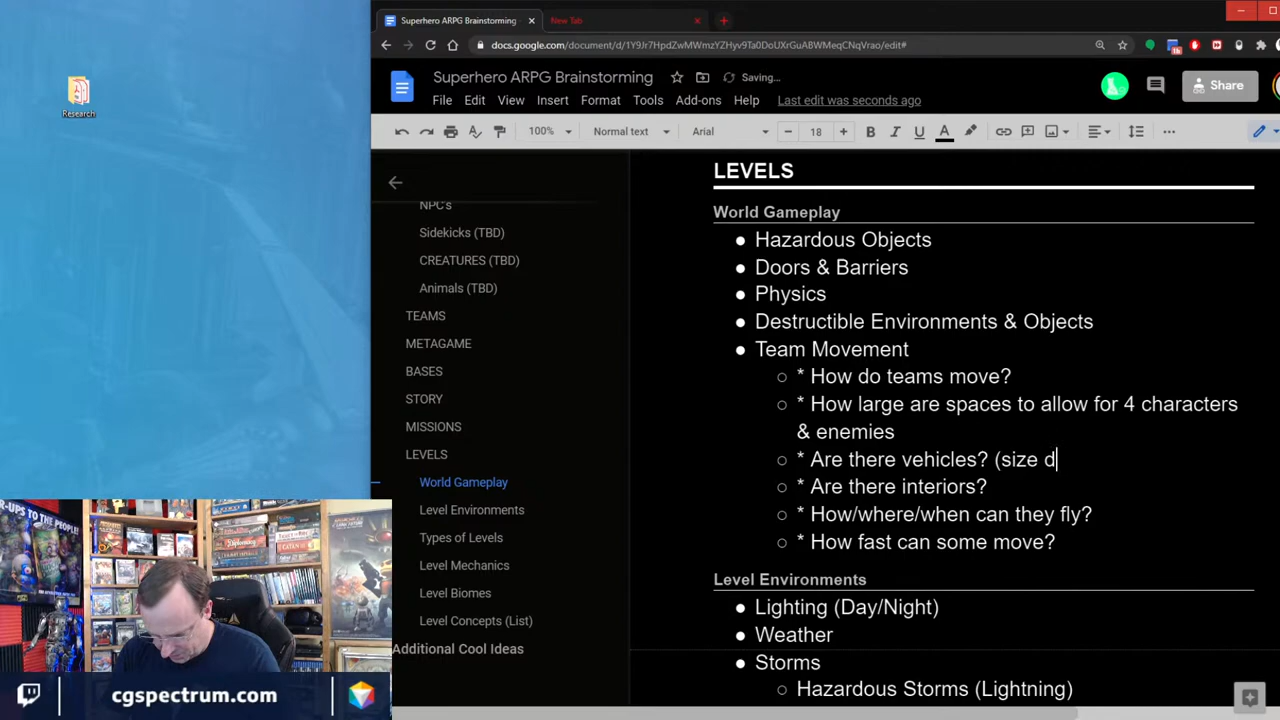 Superhero ARPG Brainstorming
New Tab
docs.google.com/document/d/1Y9Jr7HpdZwMWmzYZHyv9Ta0DoUXrGuABWMeqCNqVrao/edit#
Research
Superhero ARPG Brainstorming
Saving...
Share
File Edit View Insert Format Tools Add-ons Help Last edit was seconds ago
100% Normal text Arial 18
NPC's
Sidekicks (TBD)
CREATURES (TBD)
Animals (TBD)
TEAMS
METAGAME
BASES
STORY
MISSIONS
LEVELS
World Gameplay
Level Environments
Types of Levels
Level Mechanics
Level Biomes
Level Concepts (List)
Additional Cool Ideas
LEVELS
World Gameplay
● Hazardous Objects
● Doors & Barriers
● Physics
● Destructible Environments & Objects
● Team Movement
○ * How do teams move?
○ * How large are spaces to allow for 4 characters
& enemies
○ * Are there vehicles? (size d
○ * Are there interiors?
○ * How/where/when can they fly?
○ * How fast can some move?
Level Environments
● Lighting (Day/Night)
● Weather
● Storms
○ Hazardous Storms (Lightning)
cgspectrum.com